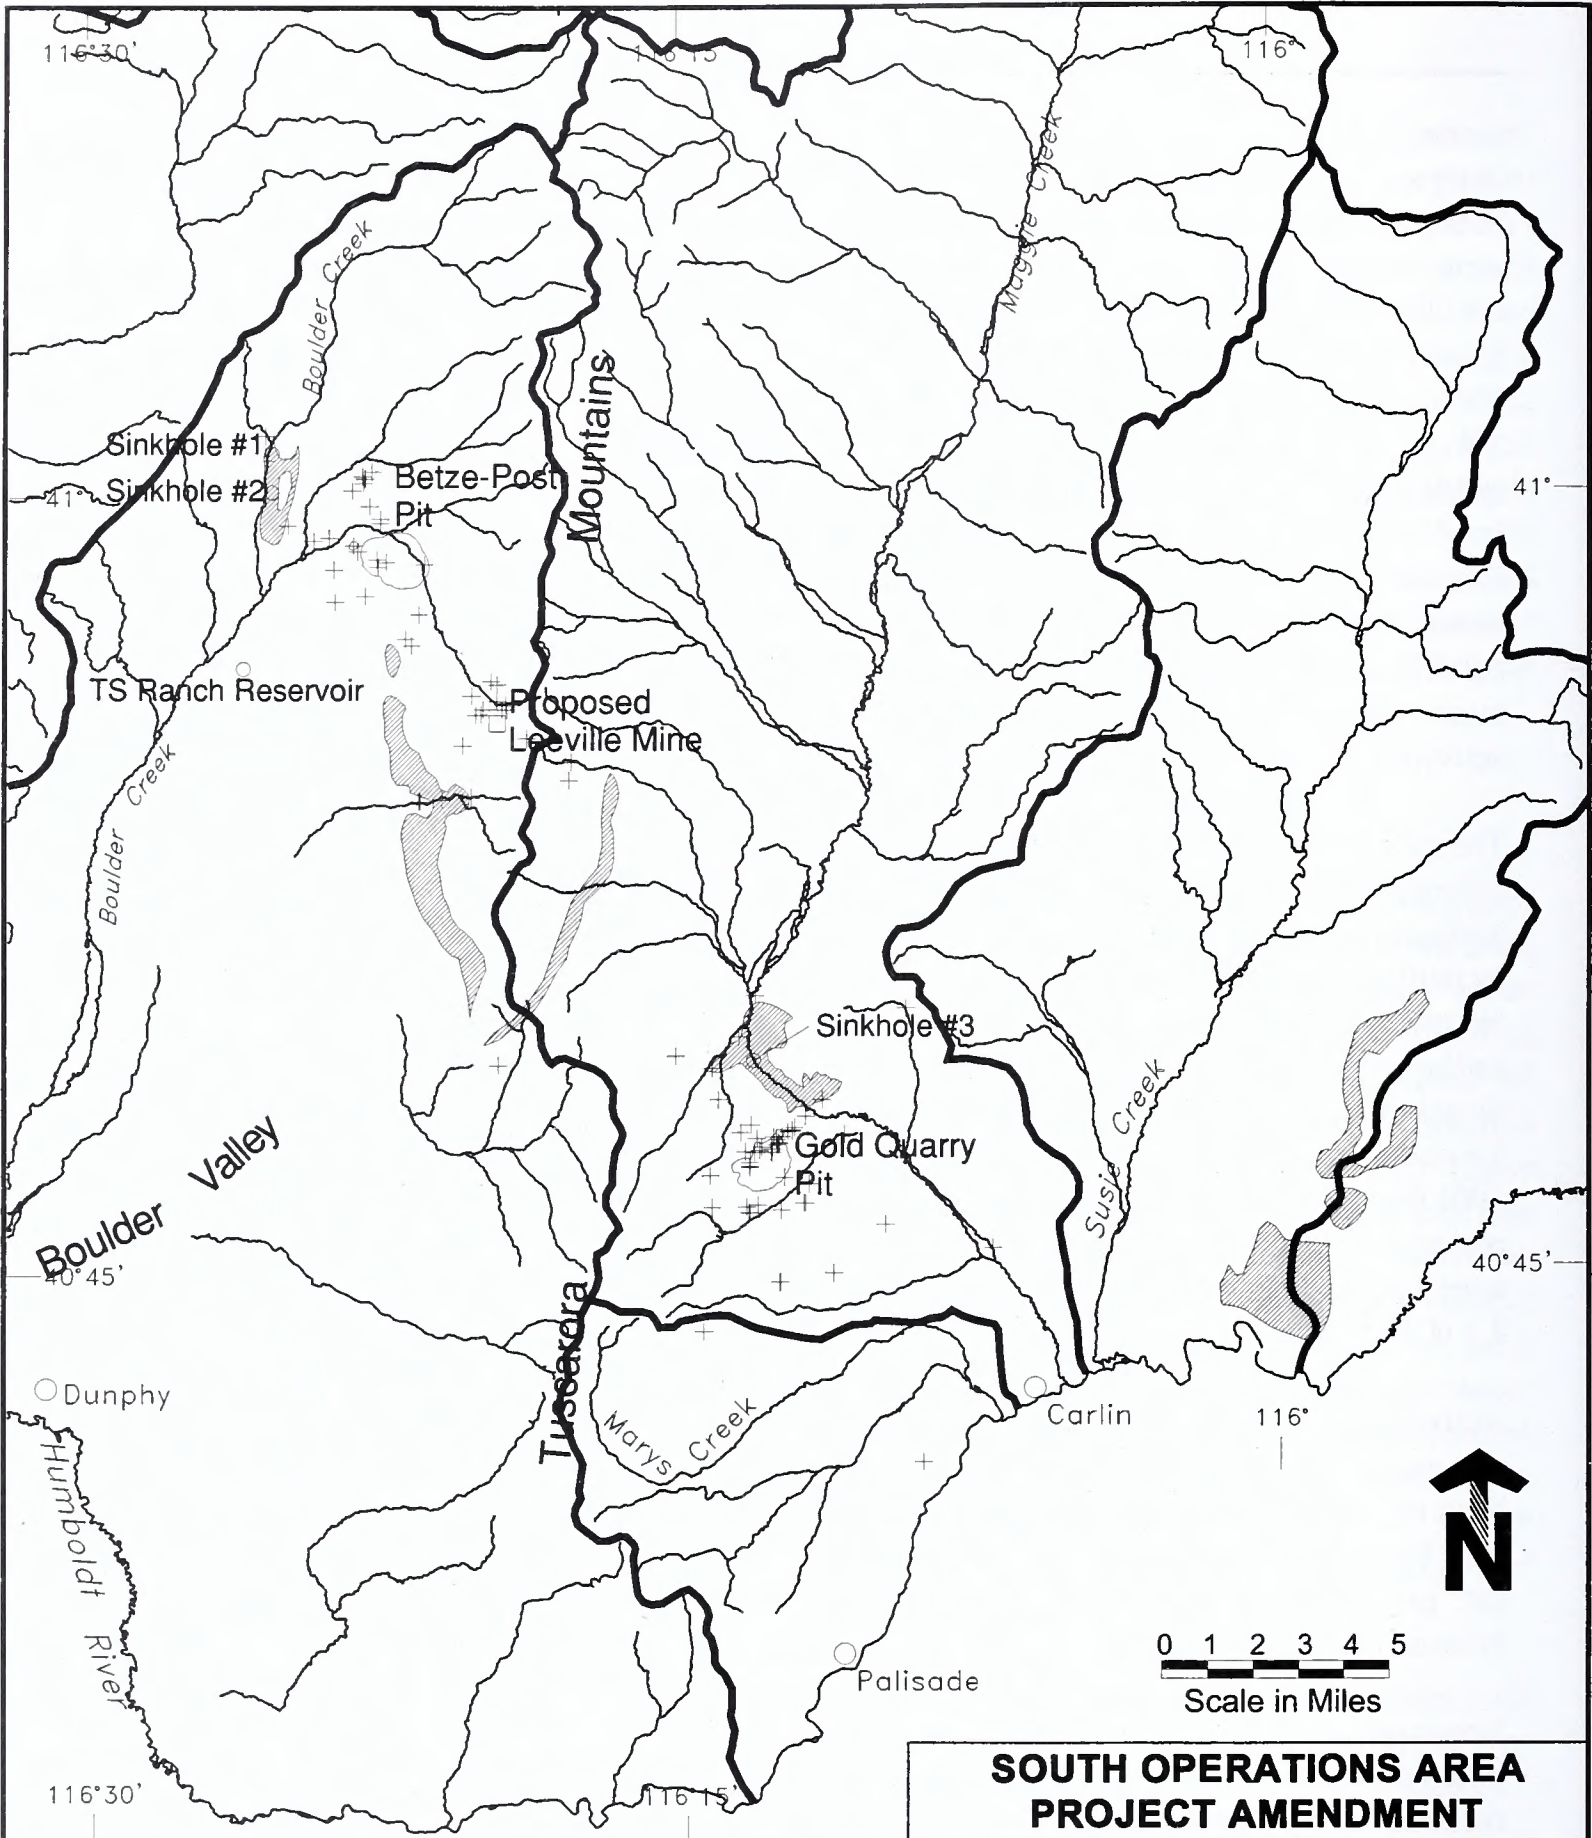 116°30'
116°15'
116°
Maggie Creek
Boulder Creek
Mountains
Sinkhole #1
Sinkhole #2
41°
Betze-Post
Pit
41°
TS Ranch Reservoir
Proposed
Leeville Mine
Boulder Creek
Sinkhole #3
Gold Quarry
Pit
Susie Creek
Boulder Valley
40°45'
40°45'
Tuscarora
Dunphy
Marys Creek
Carlin
116°
Humboldt River
N
Palisade
0 1 2 3 4 5
Scale in Miles
116°30'
116°15'
SOUTH OPERATIONS AREA
PROJECT AMENDMENT